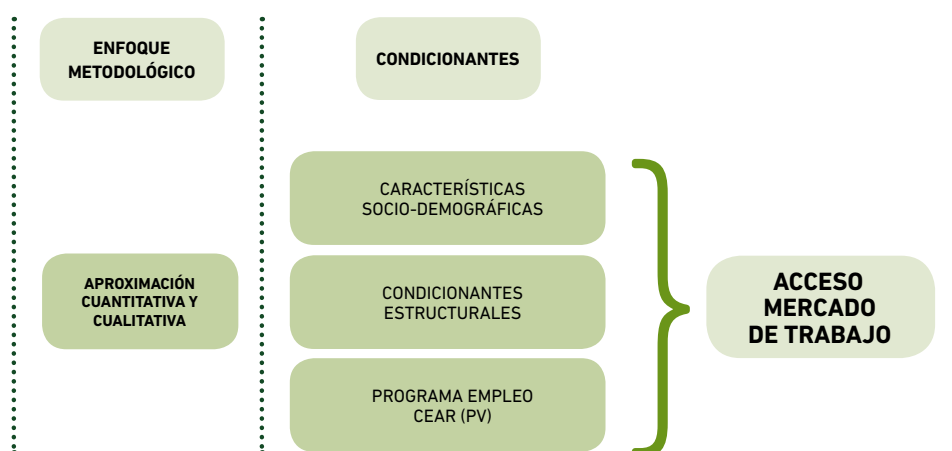 ENFOQUE
METODOLÓGICO
CONDICIONANTES
CARACTERÍSTICAS
SOCIO-DEMOGRÁFICAS
APROXIMACIÓN
CUANTITATIVA Y
CUALITATIVA
CONDICIONANTES
ESTRUCTURALES
PROGRAMA EMPLEO
CEAR (PV)
ACCESO
MERCADO
DE TRABAJO